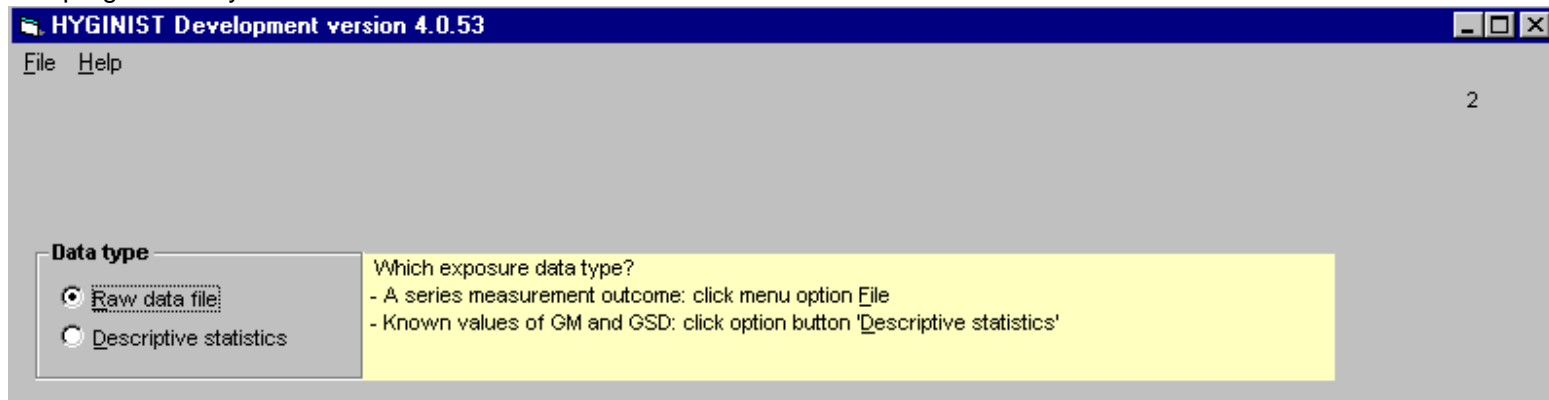 HYGINIST Development version 4.0.53
File Help
2
Data type
Raw data file
Descriptive statistics
Which exposure data type?
- A series measurement outcome: click menu option File
- Known values of GM and GSD: click option button 'Descriptive statistics'